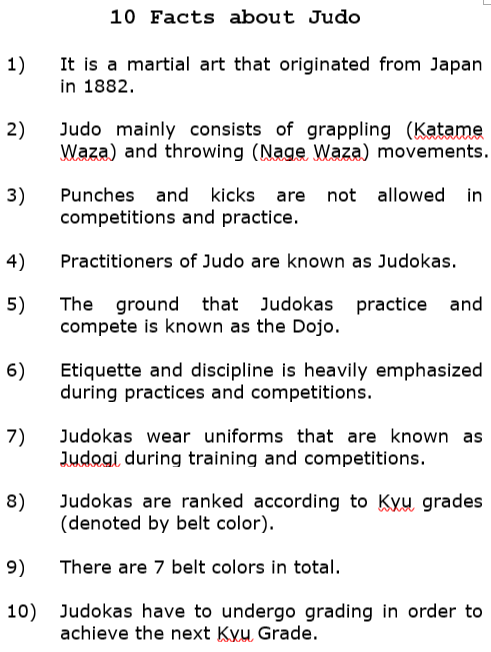 10 Facts about Judo
1) It is a martial art that originated from Japan
in 1882.
2) Judo mainly consists of grappling (Katame
Waza) and throwing (Nage Waza) movements.
3) Punches and kicks are not allowed in
competitions and practice.
4) Practitioners of Judo are known as Judokas.
5) The ground that Judokas practice and
compete is known as the Dojo.
6) Etiquette and discipline is heavily emphasized
during practices and competitions.
7) Judokas wear uniforms that are known as
Judogi during training and competitions.
8) Judokas are ranked according to Kyu grades
(denoted by belt color).
9) There are 7 belt colors in total.
10) Judokas have to undergo grading in order to
achieve the next Kyu Grade.